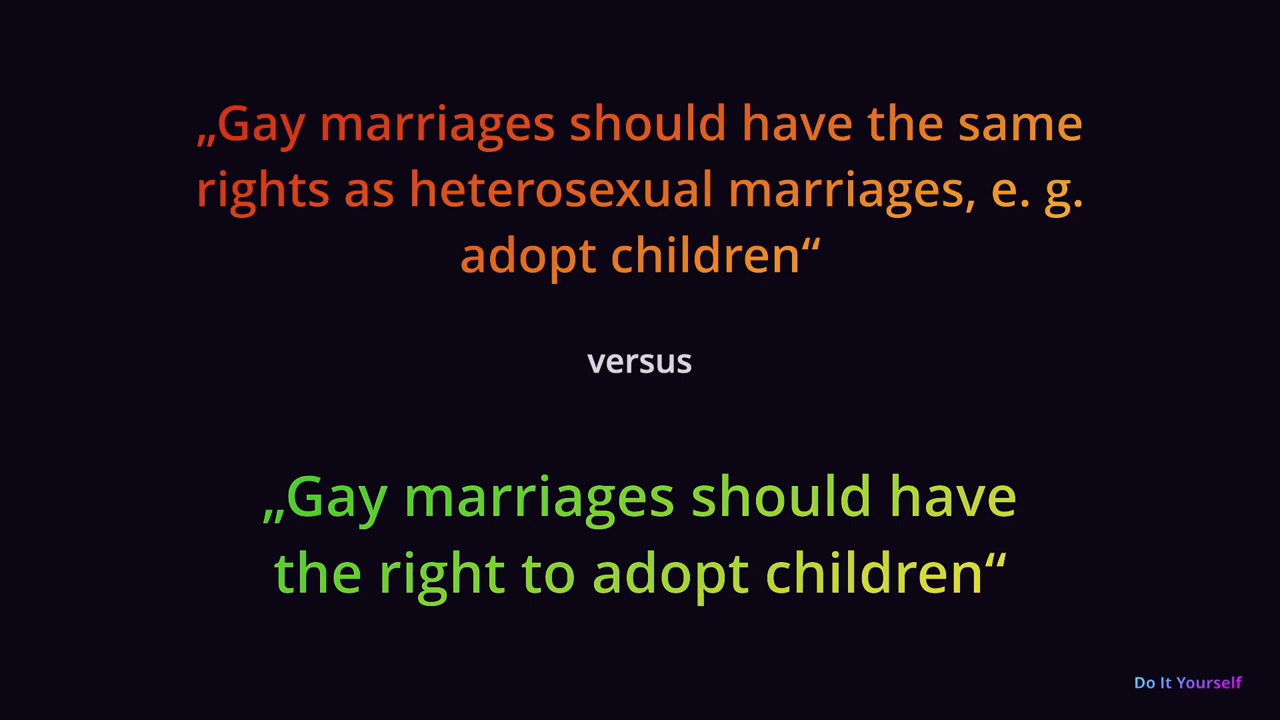 „Gay marriages should have the same
rights as heterosexual marriages, e. g.
adopt children“
versus
„Gay marriages should have
the right to adopt children“
Do It Yourself